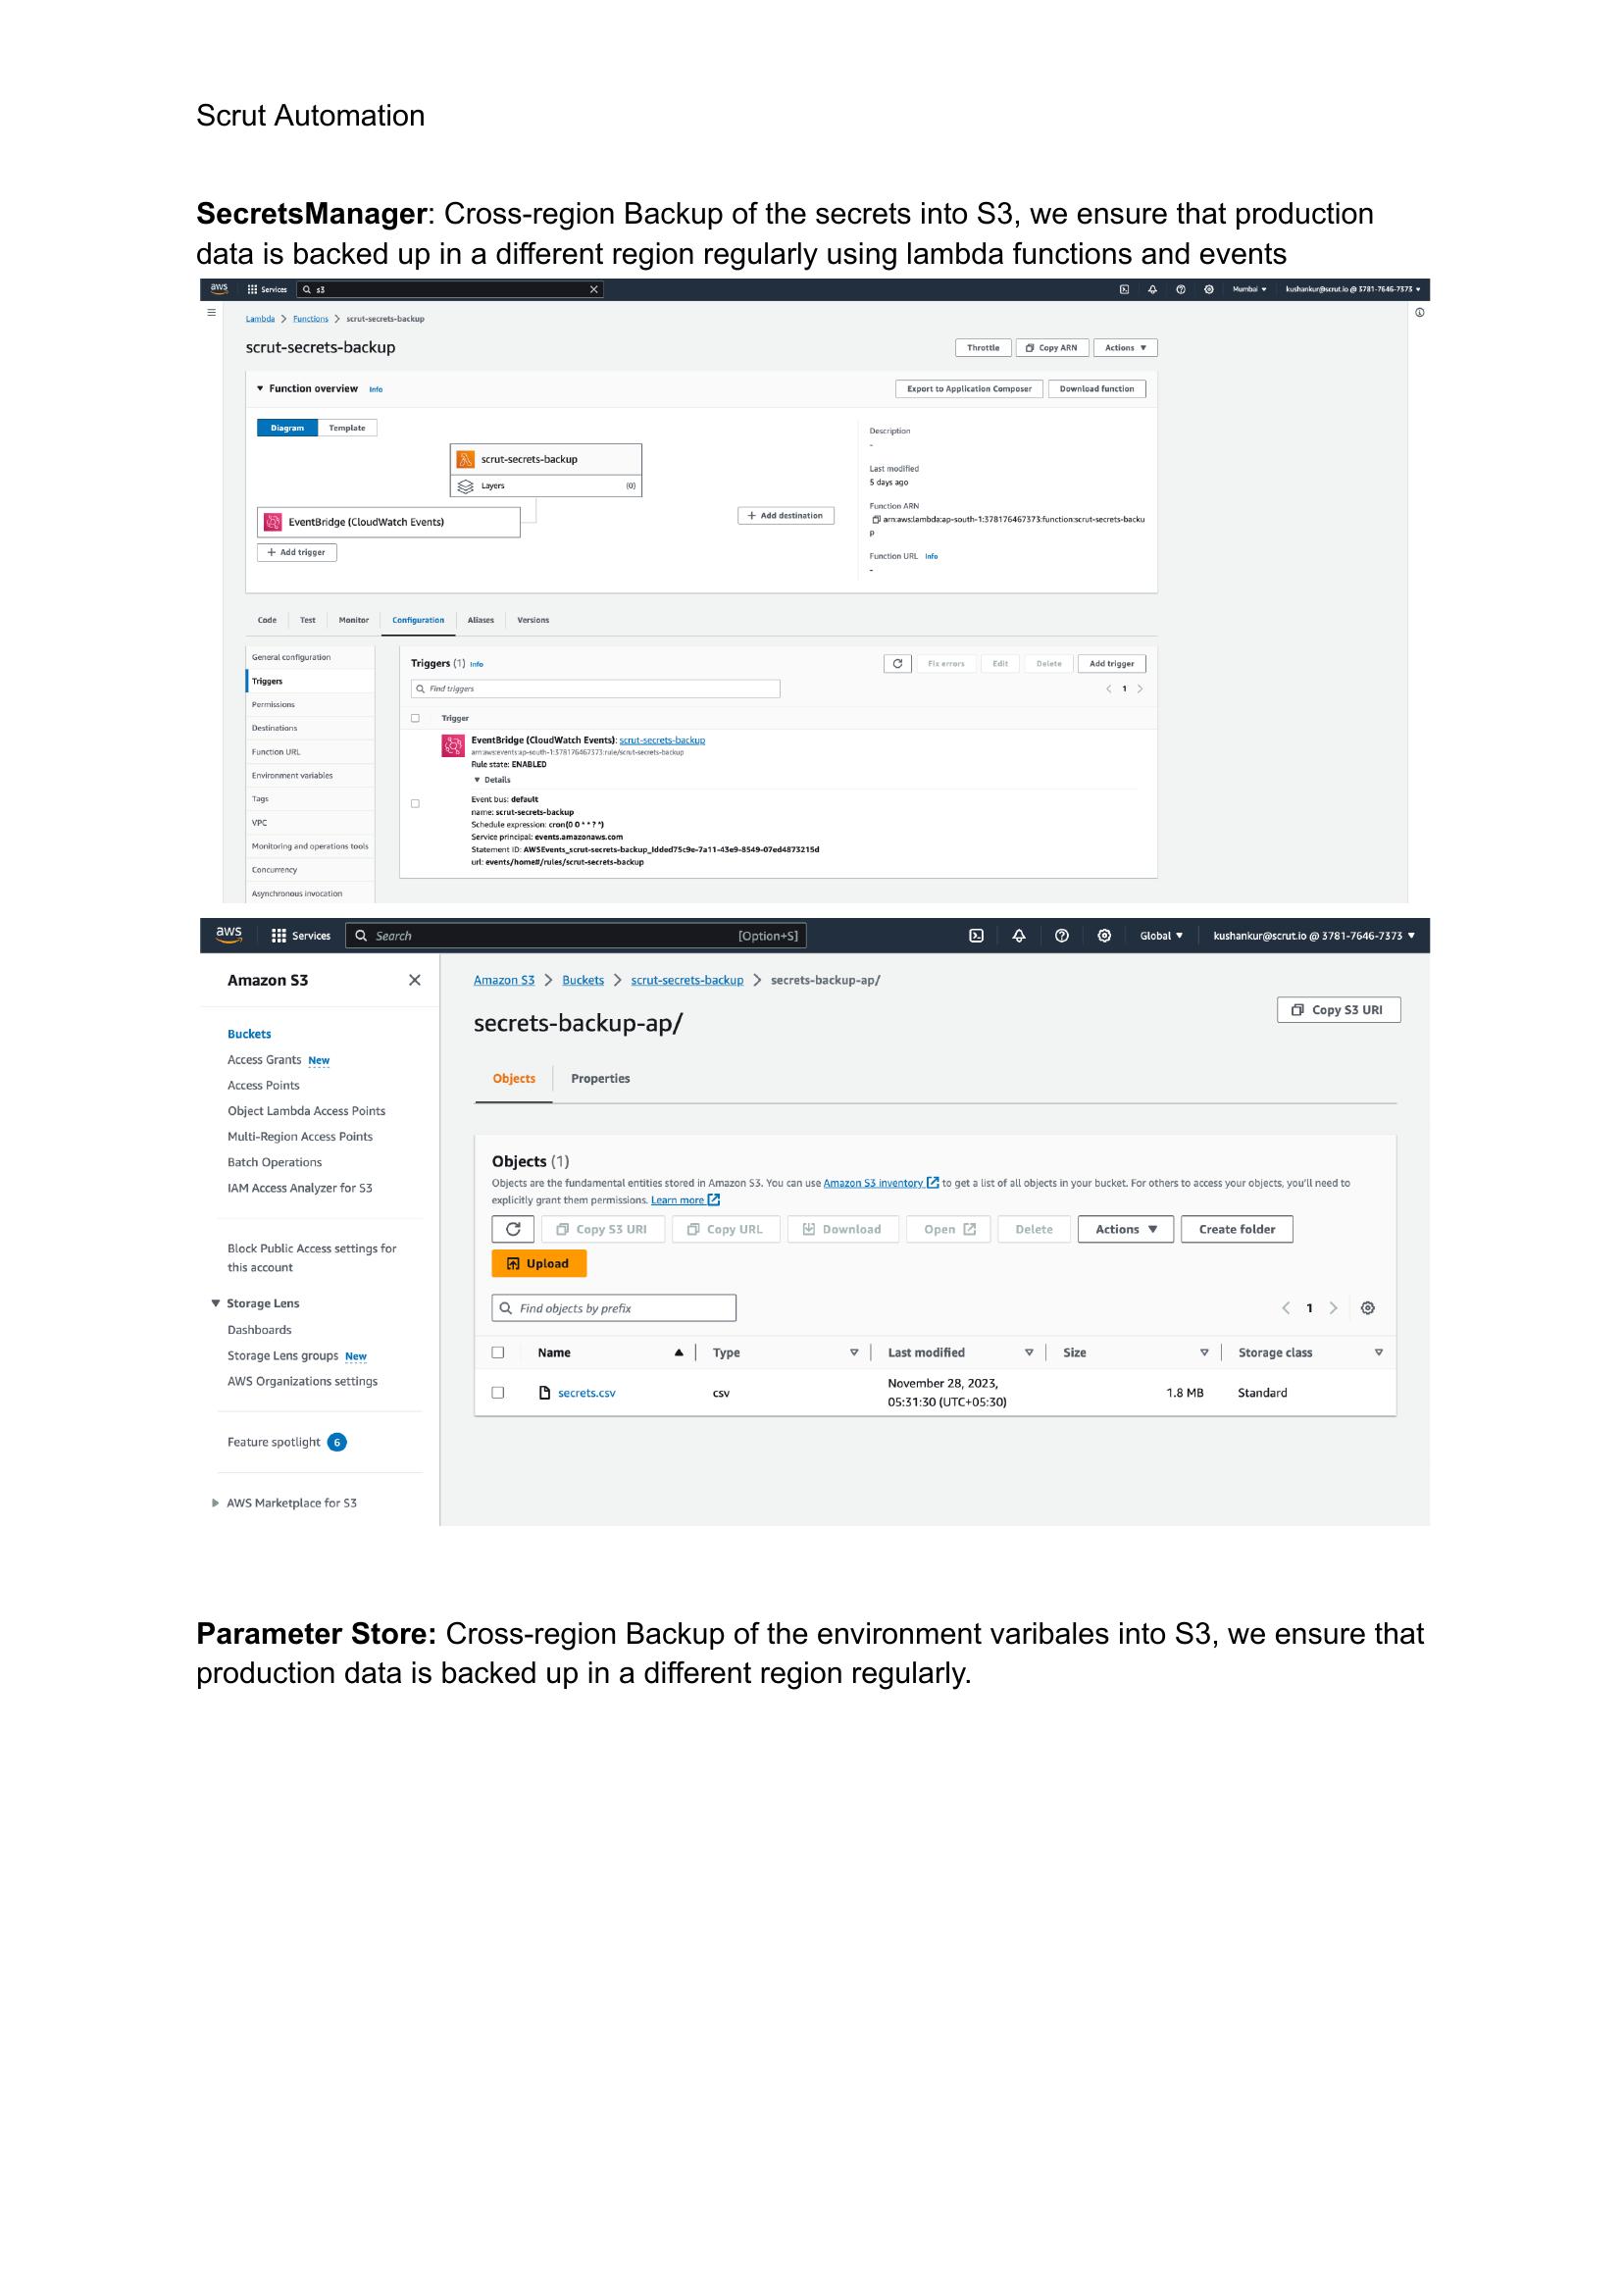 Scrut Automation
SecretsManager: Cross-region Backup of the secrets into S3, we ensure that production
data is backed up in a different region regularly using lambda functions and events
aws Services s3 Mumbai kushankur@scrut.io @ 3781-7646-7373
Lambda > Functions > scrut-secrets-backup
scrut-secrets-backup
Throttle Copy ARN Actions
Function overview Info
Export to Application Composer Download function
Diagram Template
scrut-secrets-backup
Layers (0)
EventBridge (CloudWatch Events)
+ Add trigger
+ Add destination
Description
-
Last modified
5 days ago
Function ARN
arn:aws:lambda:ap-south-1:378176467373:function:scrut-secrets-backu
p
Function URL Info
-
Code Test Monitor Configuration Aliases Versions
General configuration
Triggers
Permissions
Destinations
Function URL
Environment variables
Tags
VPC
Monitoring and operations tools
Concurrency
Asynchronous invocation
Triggers (1) Info
Fix errors Edit Delete Add trigger
Find triggers
1
Trigger
EventBridge (CloudWatch Events): scrut-secrets-backup
arn:aws:events:ap-south-1:378176467373:rule/scrut-secrets-backup
Rule state: ENABLED
Details
Event bus: default
name: scrut-secrets-backup
Schedule expression: cron(0 0 * * ? *)
Service principal: events.amazonaws.com
Statement ID: AWSEvents_scrut-secrets-backup_Idded75c9e-7a11-43e9-8549-07ed4873215d
url: events/home#/rules/scrut-secrets-backup
aws Services Search [Option+S] Global kushankur@scrut.io @ 3781-7646-7373
Amazon S3
Buckets
Access Grants New
Access Points
Object Lambda Access Points
Multi-Region Access Points
Batch Operations
IAM Access Analyzer for S3
Block Public Access settings for
this account
Storage Lens
Dashboards
Storage Lens groups New
AWS Organizations settings
Feature spotlight 6
AWS Marketplace for S3
Amazon S3 > Buckets > scrut-secrets-backup > secrets-backup-ap/
secrets-backup-ap/
Copy S3 URI
Objects Properties
Objects (1)
Objects are the fundamental entities stored in Amazon S3. You can use Amazon S3 inventory to get a list of all objects in your bucket. For others to access your objects, you'll need to
explicitly grant them permissions. Learn more
Copy S3 URI Copy URL Download Open Delete Actions Create folder
Upload
Find objects by prefix
1
Name Type Last modified Size Storage class
secrets.csv csv November 28, 2023, 1.8 MB Standard
05:31:30 (UTC+05:30)
Parameter Store: Cross-region Backup of the environment varibales into S3, we ensure that
production data is backed up in a different region regularly.